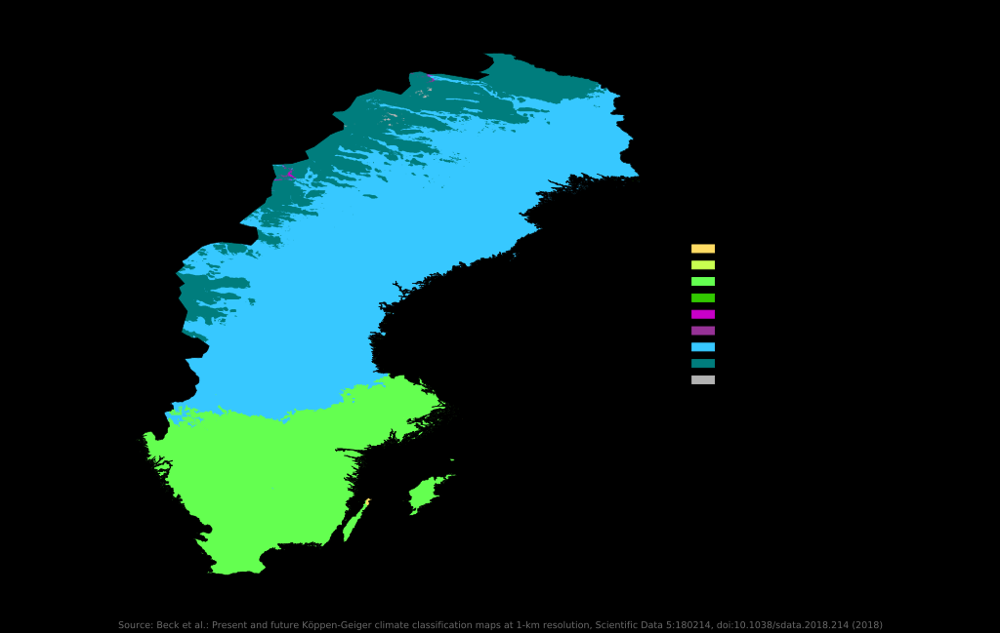 Source: Beck et al.: Present and future Köppen-Geiger climate classification maps at 1-km resolution, Scientific Data 5:180214, doi:10.1038/sdata.2018.214 (2018)